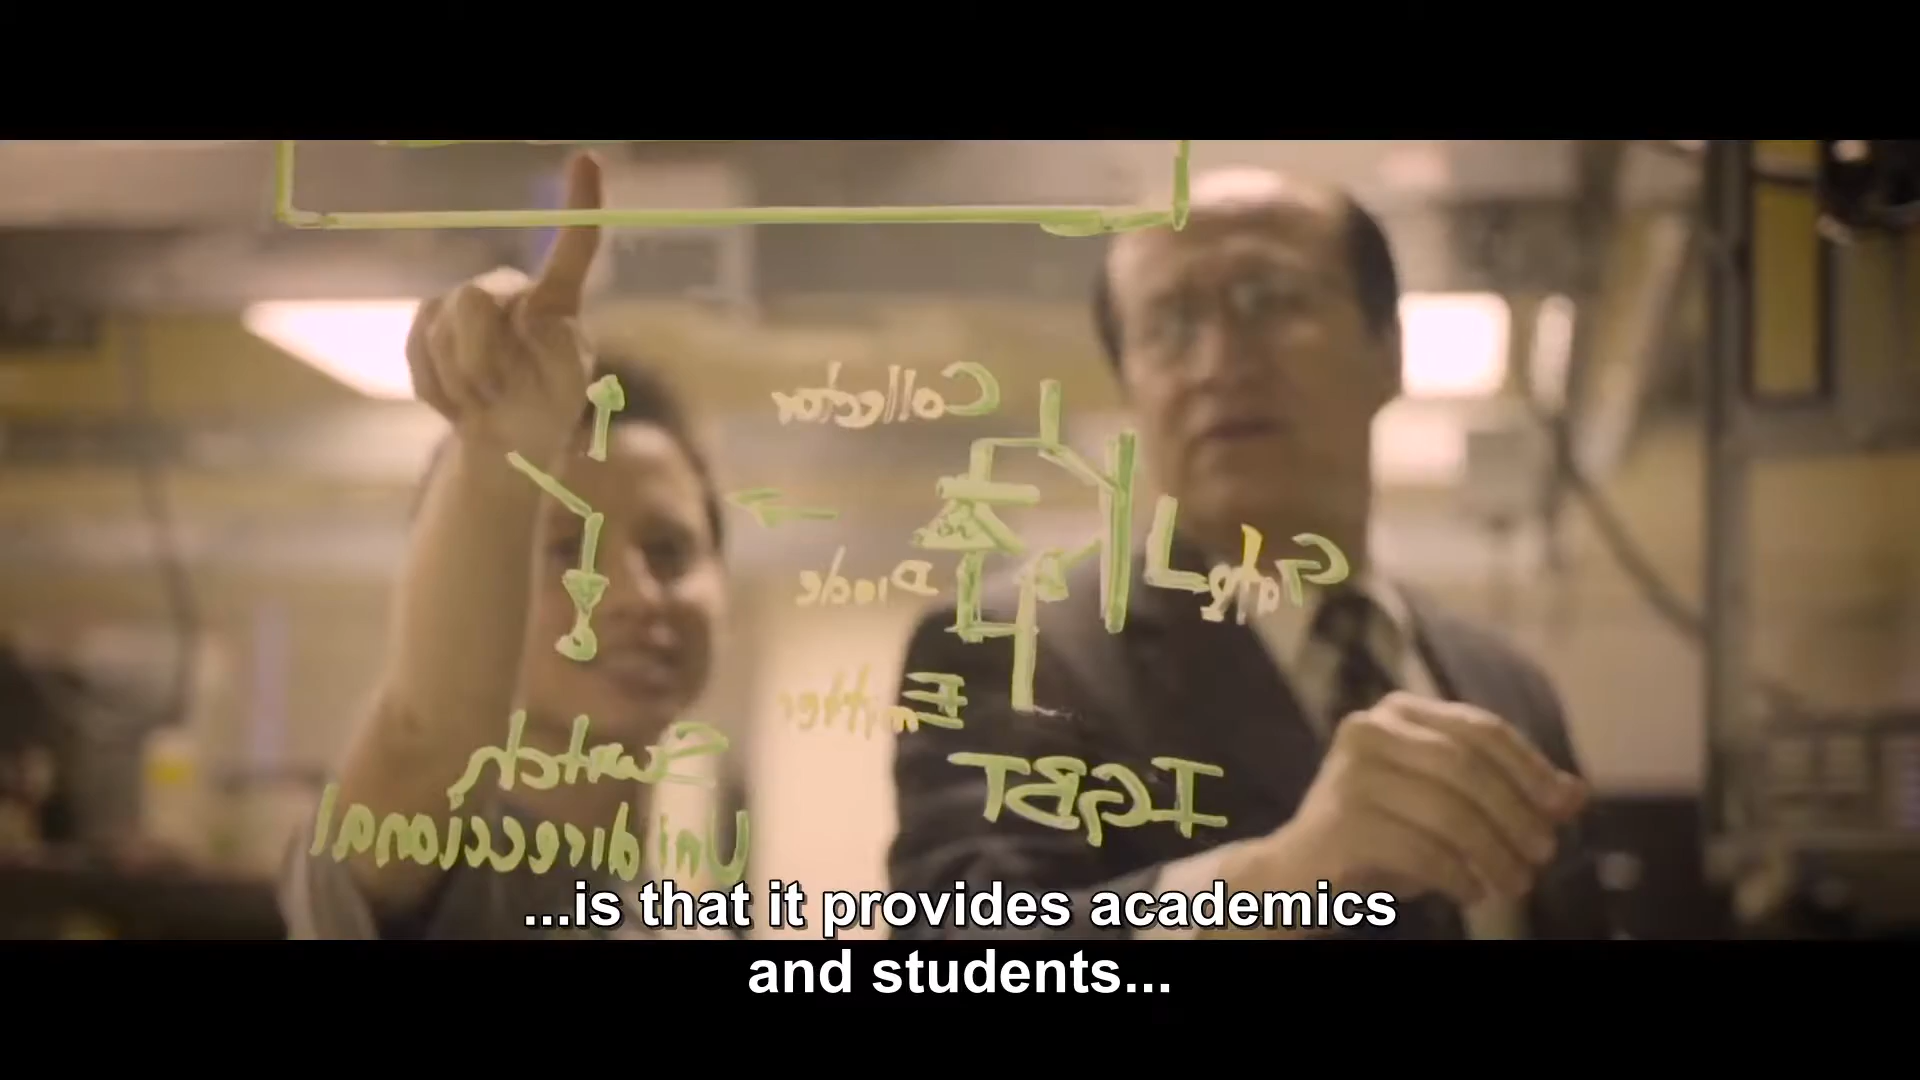 Collector
Gate
Diode
Emitter
Switch
Unidireccional
IGBT
...is that it provides academics
and students...